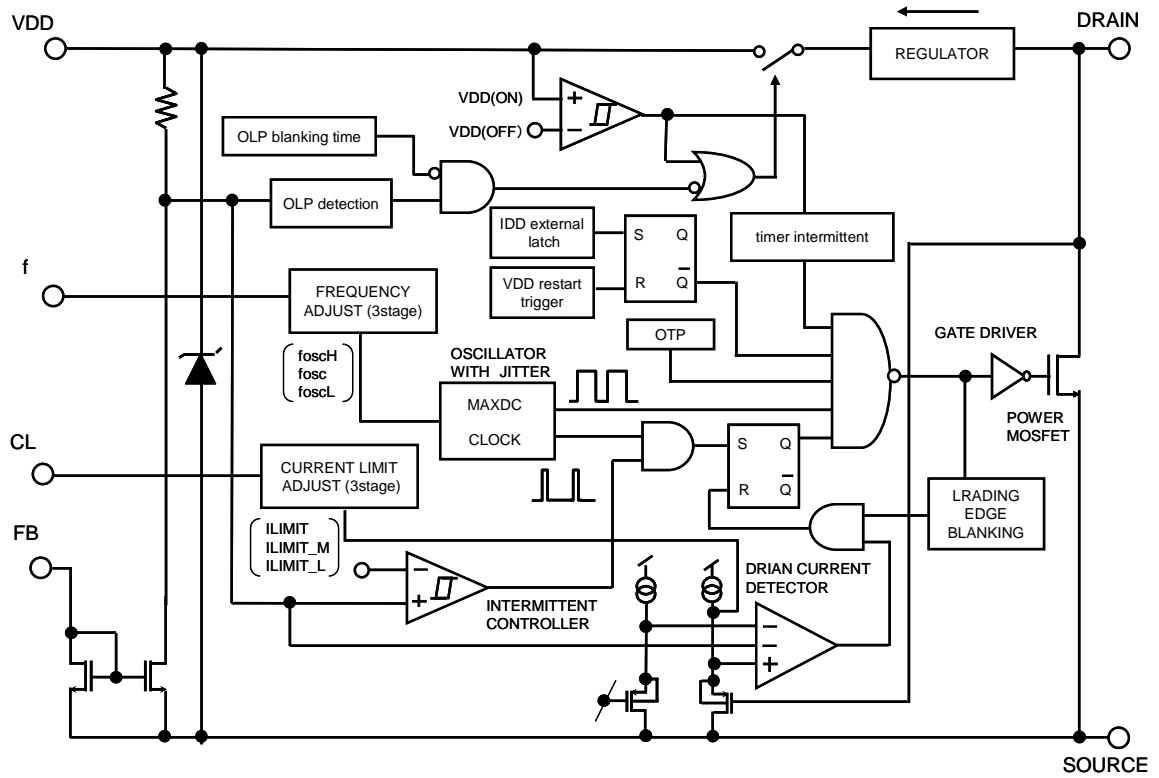 VDD
DRAIN
REGULATOR
VDD(ON)
+
VDD(OFF)
−
OLP blanking time
OLP detection
IDD external
latch
S Q
VDD restart
trigger
R Q
timer intermittent
f
FREQUENCY
ADJUST (3stage)
foscH
fosc
foscL
OTP
OSCILLATOR
WITH JITTER
MAXDC
CLOCK
GATE DRIVER
POWER
MOSFET
CL
CURRENT LIMIT
ADJUST (3stage)
ILIMIT
ILIMIT_M
ILIMIT_L
S Q
R Q
LRADING
EDGE
BLANKING
FB
−
+
INTERMITTENT
CONTROLLER
DRIAN CURRENT
DETECTOR
−
−
+
SOURCE